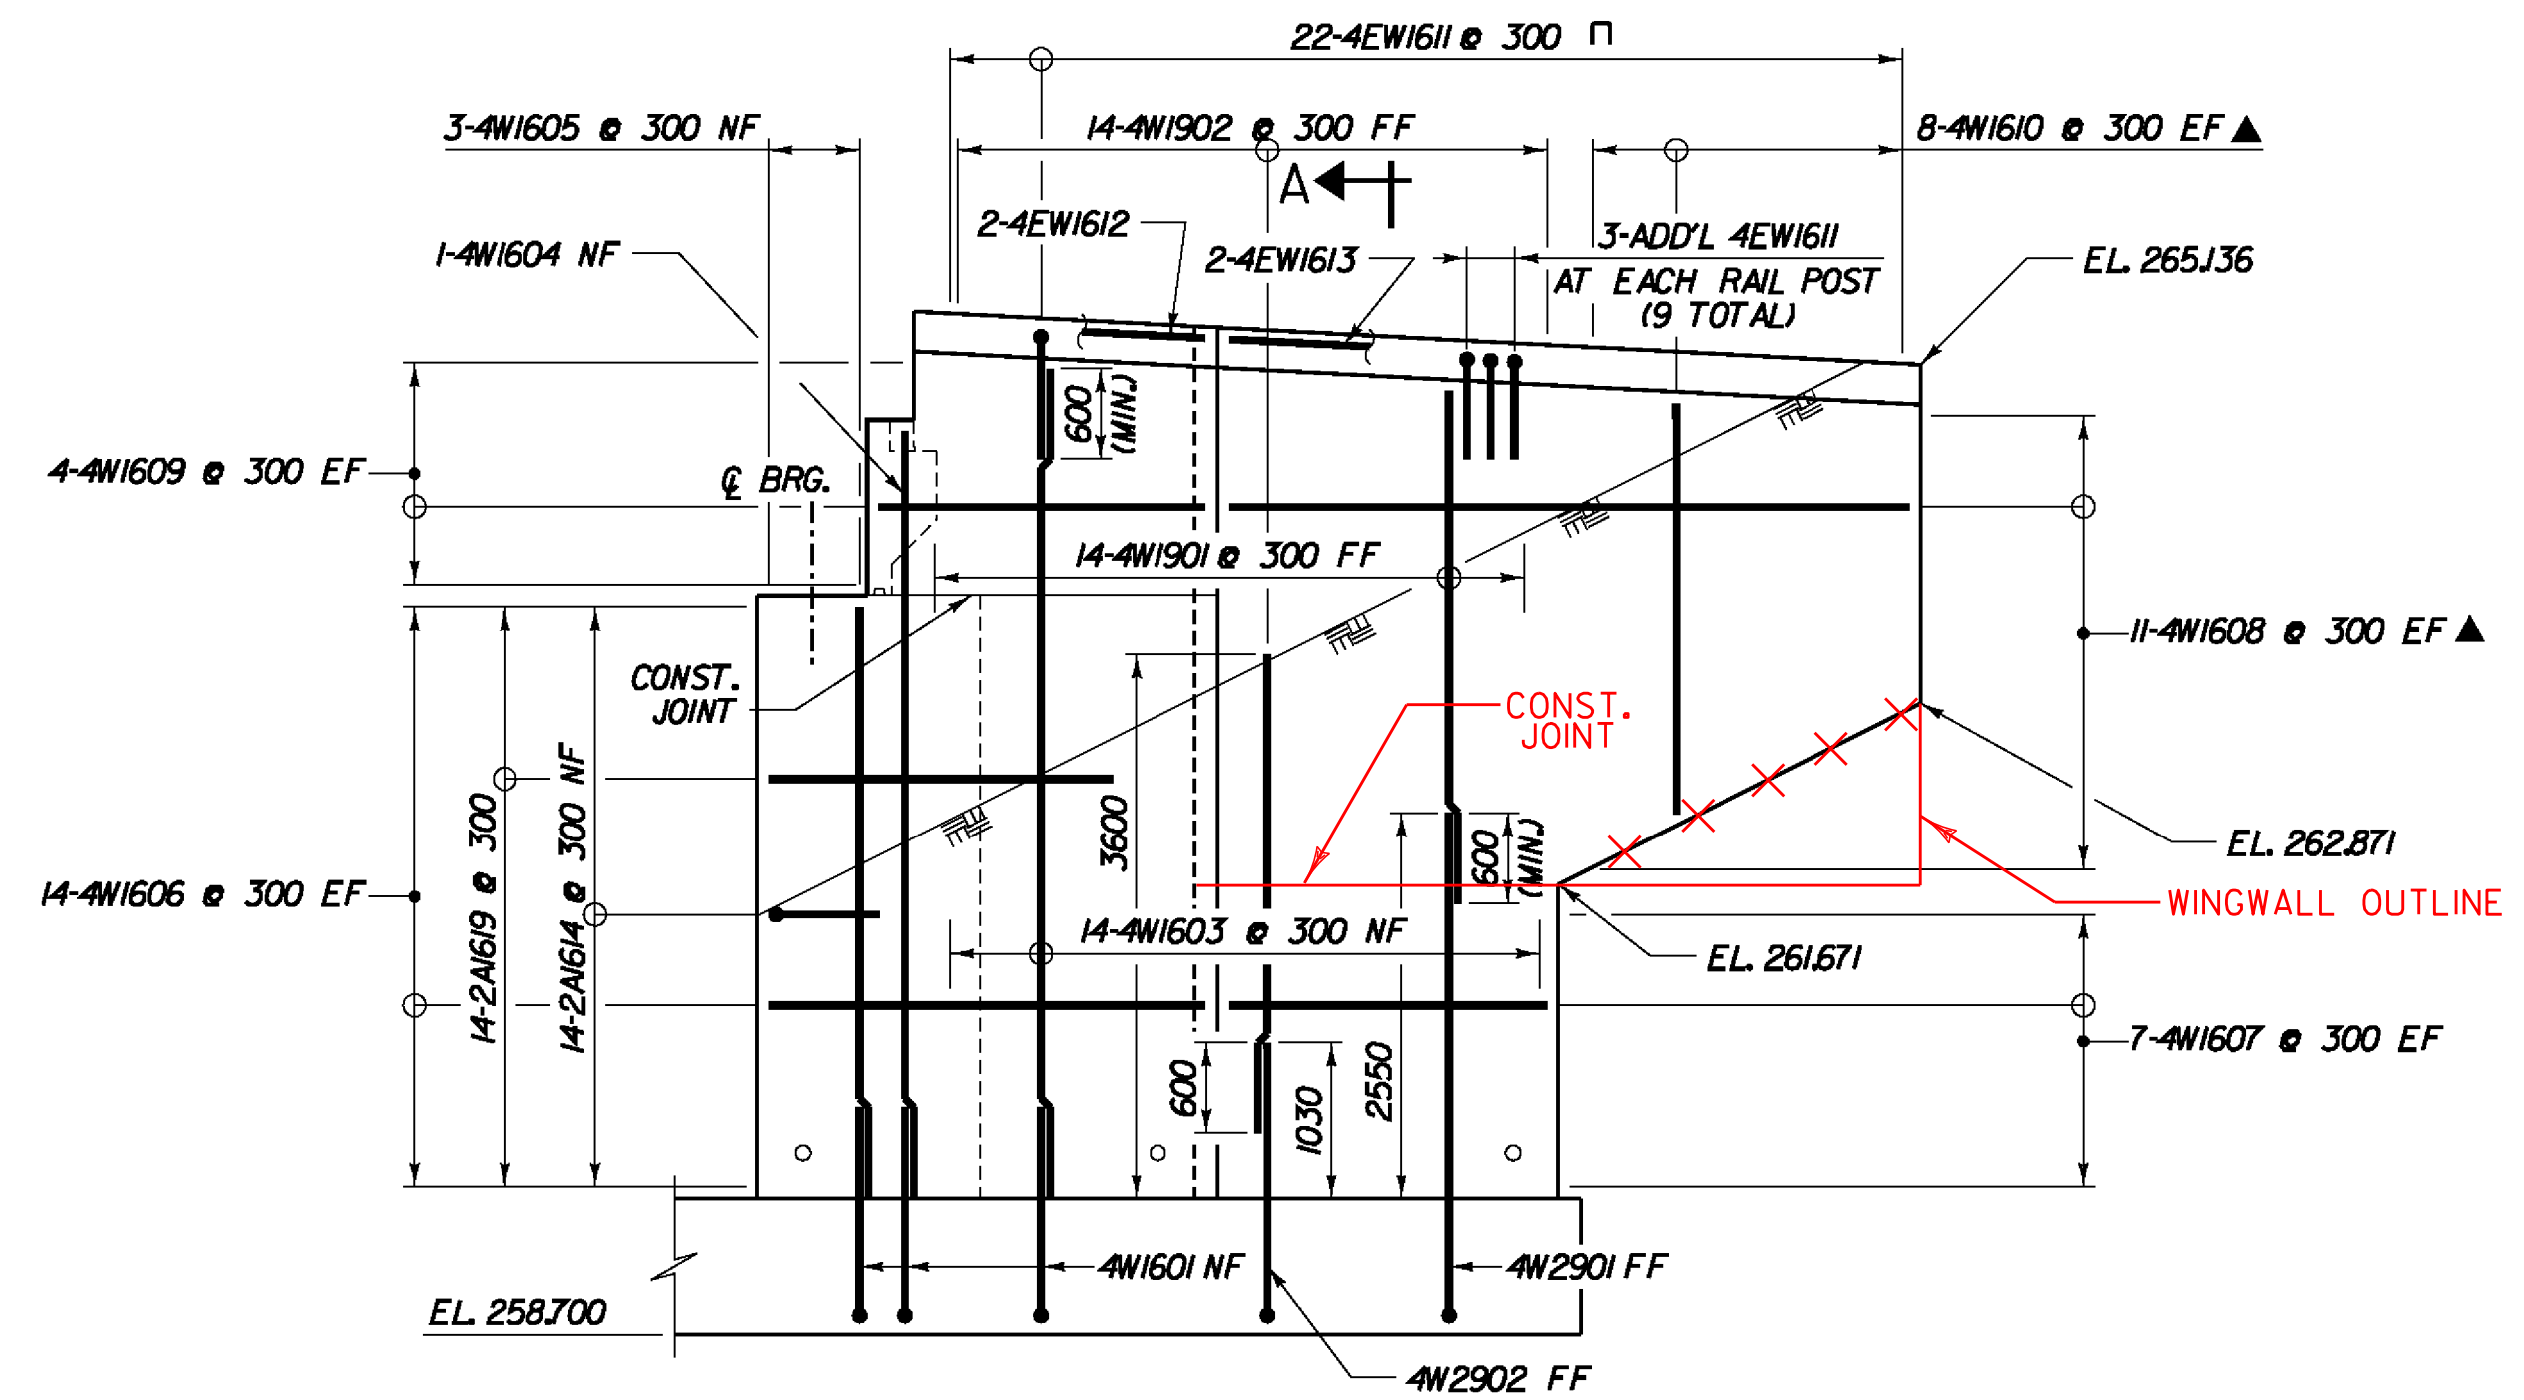 22-4EW1611 @ 300
3-4W1605 @ 300 NF
14-4W1902 @ 300 FF
8-4W1610 @ 300 EF▲
A
2-4EW1612
3-ADD'L 4EW1611
AT EACH RAIL POST
(9 TOTAL)
1-4W1604 NF
2-4EW1613
EL. 265.136
600
(MIN.)
4-4W1609 @ 300 EF
℄ BRG.
14-4W1901 @ 300 FF
11-4W1608 @ 300 EF▲
CONST.
JOINT
CONST.
JOINT
14-4W1606 @ 300 EF
14-2A1619 @ 300
14-2A1614 @ 300 NF
3600
600
(MIN.)
EL. 262.871
WINGWALL OUTLINE
14-4W1603 @ 300 NF
EL. 261.671
7-4W1607 @ 300 EF
600
1030
2550
4W1601 NF
4W2901 FF
EL. 258.700
4W2902 FF